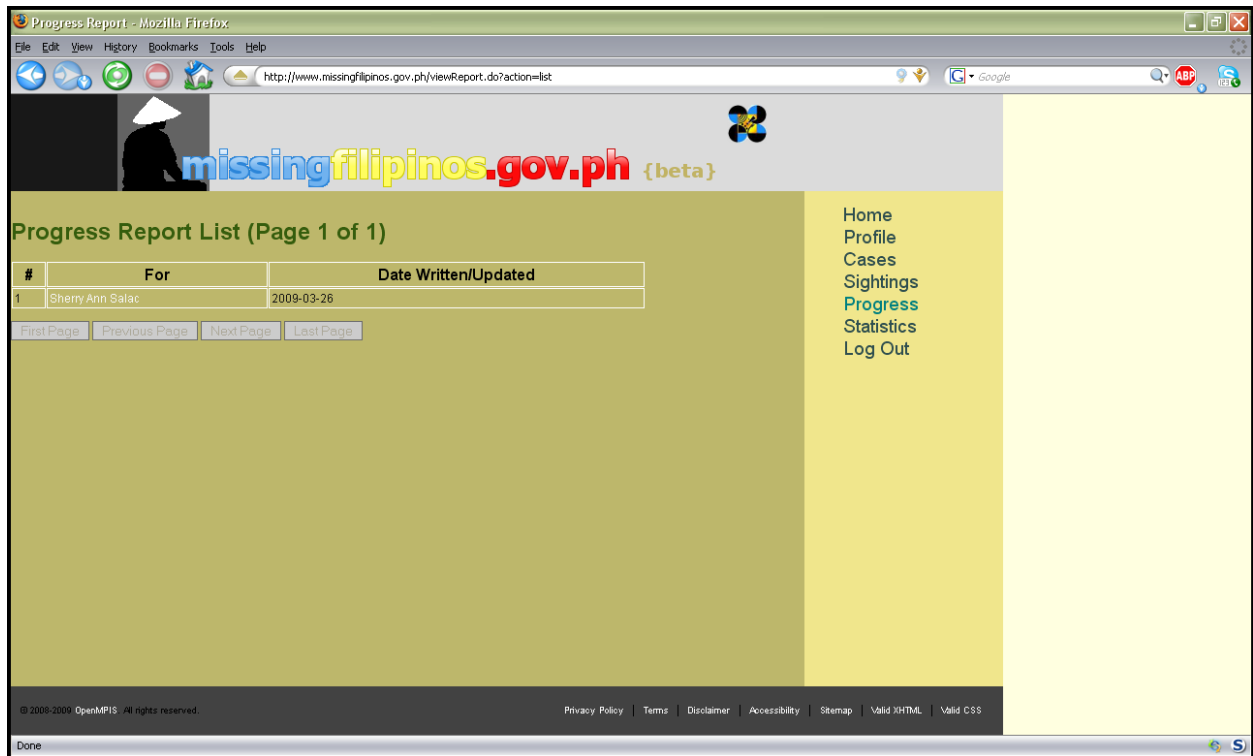 Progress Report - Mozilla Firefox
File Edit View History Bookmarks Tools Help
http://www.missingfilipinos.gov.ph/viewReport.do?action=list G Google ABP
missingfilipinos.gov.ph {beta}
Home
Profile
Cases
Sightings
Progress
Statistics
Log Out
Progress Report List (Page 1 of 1)
# For Date Written/Updated
1 Sherry Ann Salac 2009-03-26
First Page Previous Page Next Page Last Page
© 2008-2009 OpenMPIS. All rights reserved. Privacy Policy | Terms | Disclaimer | Accessibility | Sitemap | Valid XHTML | Valid CSS
Done S